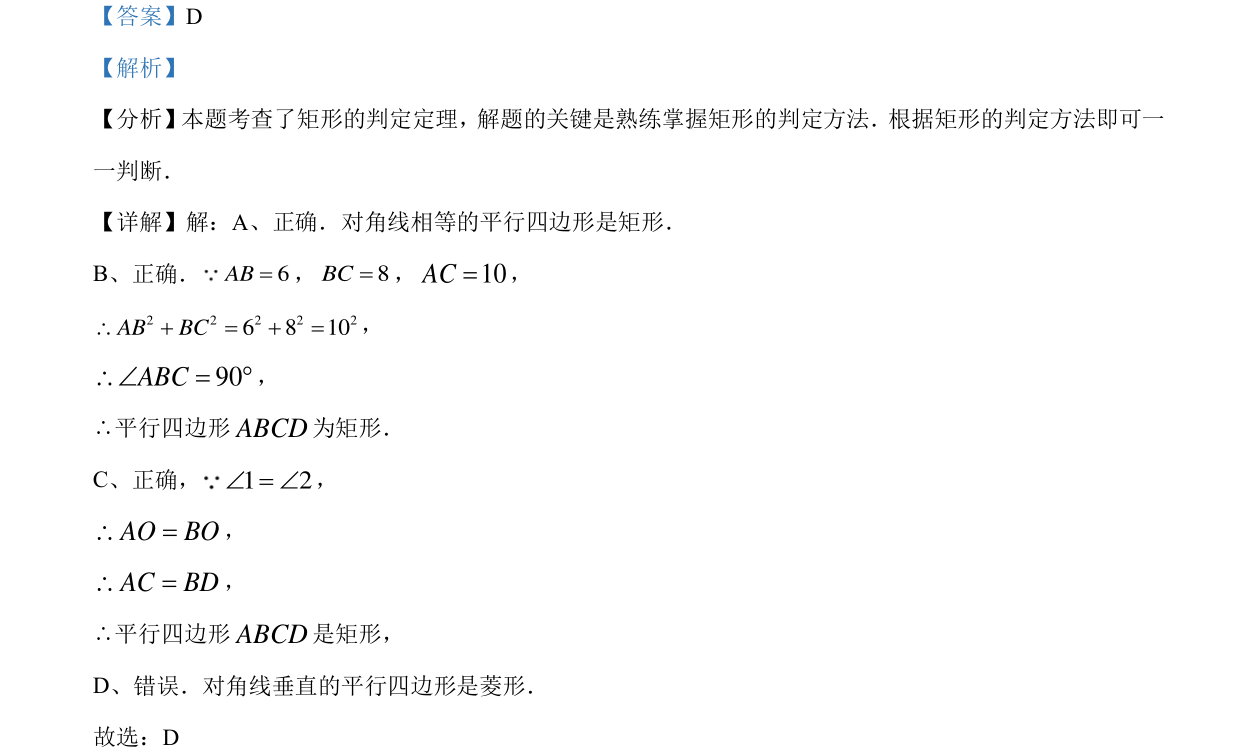 【答案】D
【解析】
【分析】本题考查了矩形的判定定理，解题的关键是熟练掌握矩形的判定方法．根据矩形的判定方法即可一
一判断．
【详解】解：A、正确．对角线相等的平行四边形是矩形．
B、正确．∵AB=6，BC=8，AC=10，
∴AB²+BC²=6²+8²=10²，
∴∠ABC=90°，
∴平行四边形ABCD为矩形．
C、正确，∵∠1=∠2，
∴AO=BO，
∴AC=BD，
∴平行四边形ABCD是矩形，
D、错误．对角线垂直的平行四边形是菱形．
故选：D